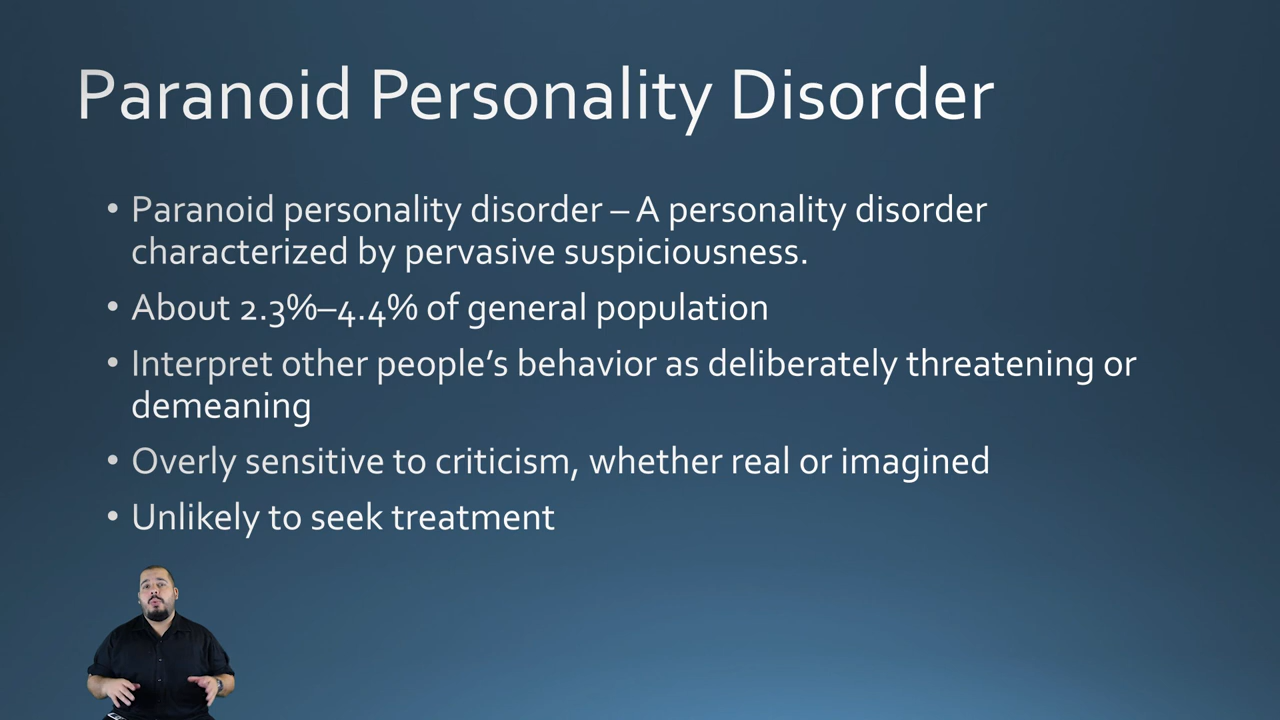 Paranoid Personality Disorder
• Paranoid personality disorder – A personality disorder
characterized by pervasive suspiciousness.
• About 2.3%–4.4% of general population
• Interpret other people’s behavior as deliberately threatening or
demeaning
• Overly sensitive to criticism, whether real or imagined
• Unlikely to seek treatment